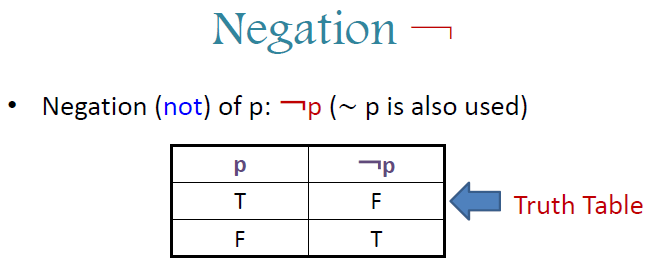 Negation ¬
• Negation (not) of p: ¬p (~ p is also used)
p ¬p
T F
F T
Truth Table